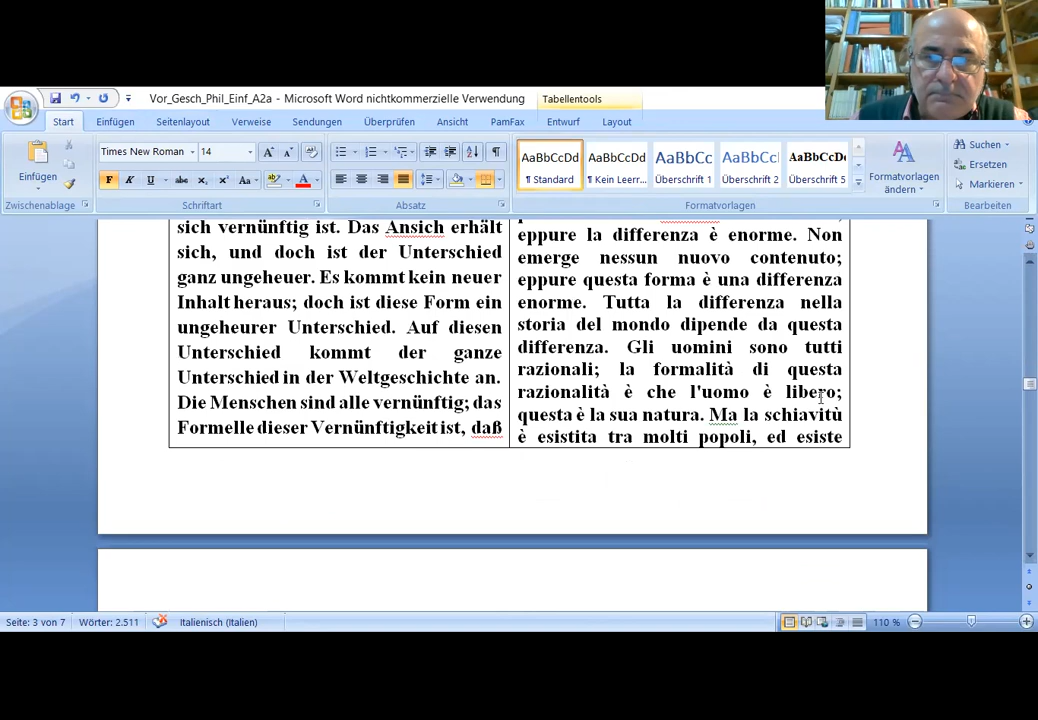 Vor_Gesch_Phil_Einf_A2a - Microsoft Word nichtkommerzielle Verwendung
Tabellentools
Start Einfügen Seitenlayout Verweise Sendungen Überprüfen Ansicht PamFax Entwurf Layout
Einfügen
Times New Roman 14
F K U
AaBbCcDd AaBbCcDd AaBbCc AaBbCc AaBbCcDc
¶ Standard ¶ Kein Leerr... Überschrift 1 Überschrift 2 Überschrift 5
Formatvorlagen ändern
Suchen
Ersetzen
Markieren
Zwischenablage Schriftart Absatz Formatvorlagen Bearbeiten
sich vernünftig ist. Das Ansich erhält
sich, und doch ist der Unterschied
ganz ungeheuer. Es kommt kein neuer
Inhalt heraus; doch ist diese Form ein
ungeheurer Unterschied. Auf diesen
Unterschied kommt der ganze
Unterschied in der Weltgeschichte an.
Die Menschen sind alle vernünftig; das
Formelle dieser Vernünftigkeit ist, daß
eppure la differenza è enorme. Non
emerge nessun nuovo contenuto;
eppure questa forma è una differenza
enorme. Tutta la differenza nella
storia del mondo dipende da questa
differenza. Gli uomini sono tutti
razionali; la formalità di questa
razionalità è che l'uomo è libero;
questa è la sua natura. Ma la schiavitù
è esistita tra molti popoli, ed esiste
Seite: 3 von 7 Wörter: 2.511 Italienisch (Italien) 110 %